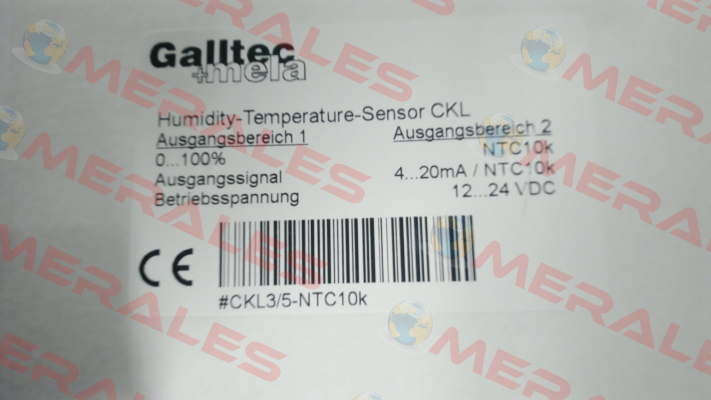 Galltec
+mela
Humidity-Temperature-Sensor CKL
Ausgangsbereich 1 Ausgangsbereich 2
0...100% NTC10k
Ausgangssignal 4...20mA / NTC10k
Betriebsspannung 12...24 VDC
CE
#CKL3/5-NTC10k
MERALES
MERALES
MERALES
MERALES
MERALES
MERALES